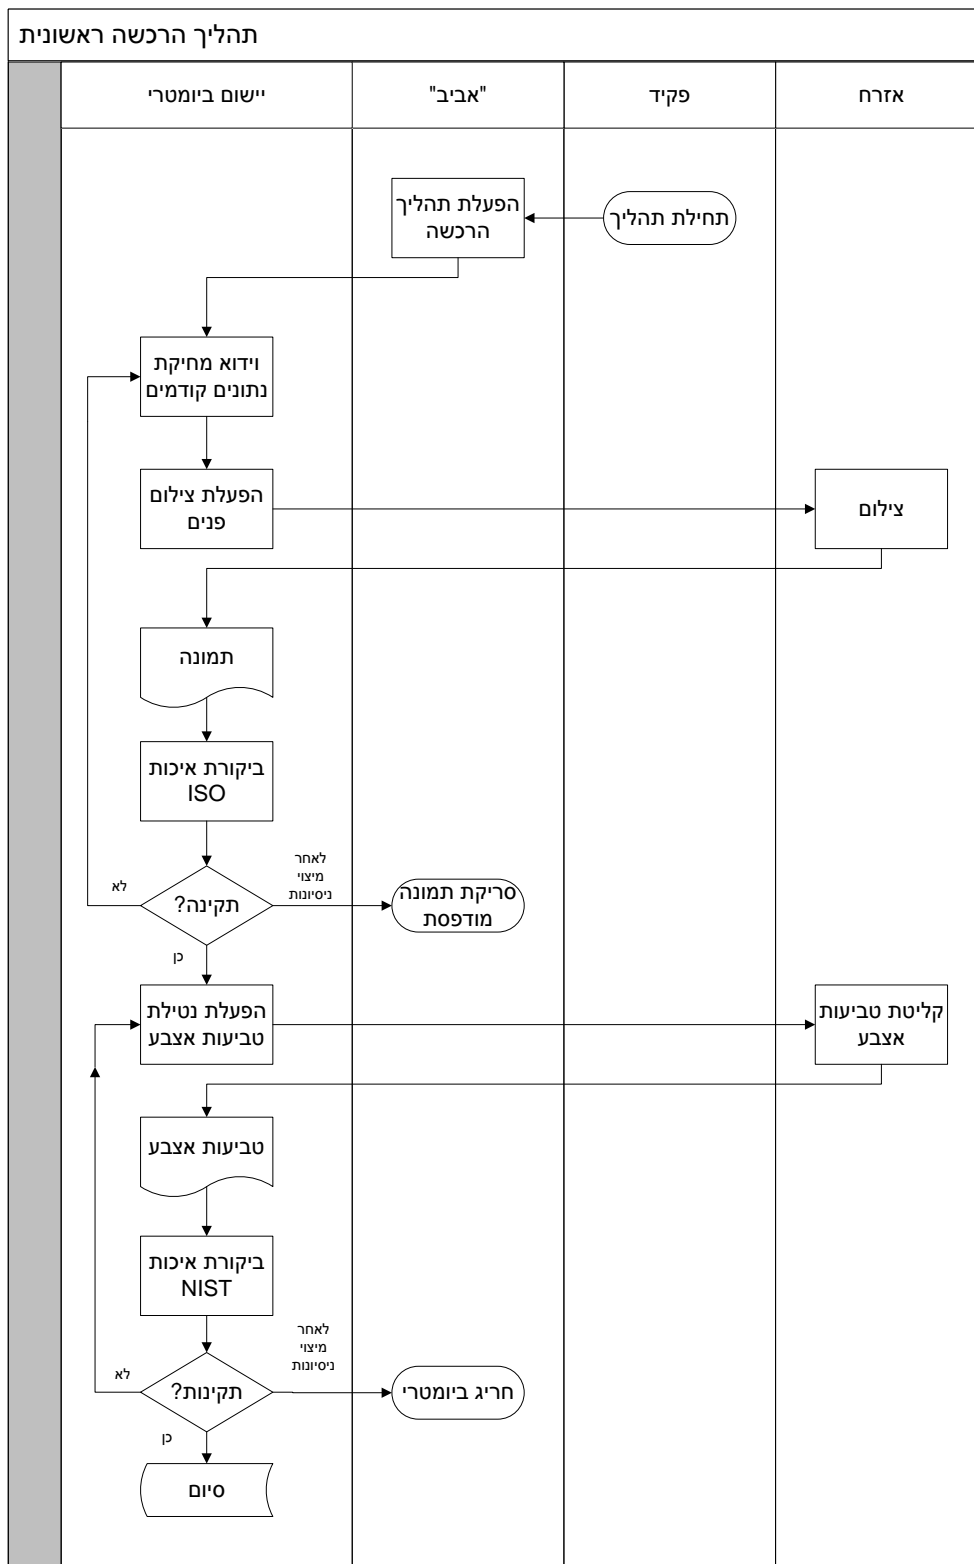 תהליך הרכשה ראשונית
אזרח
פקיד
"אביב"
יישום ביומטרי
תחילת תהליך
הפעלת תהליך
הרכשה
וידוא מחיקת
נתונים קודמים
הפעלת צילום
פנים
צילום
תמונה
ביקורת איכות
ISO
תקינה?
לא
לאחר
מיצוי
ניסיונות
סריקת תמונה
מודפסת
כן
הפעלת נטילת
טביעות אצבע
קליטת טביעות
אצבע
טביעות אצבע
ביקורת איכות
NIST
תקינות?
לא
לאחר
מיצוי
ניסיונות
חריג ביומטרי
כן
סיום